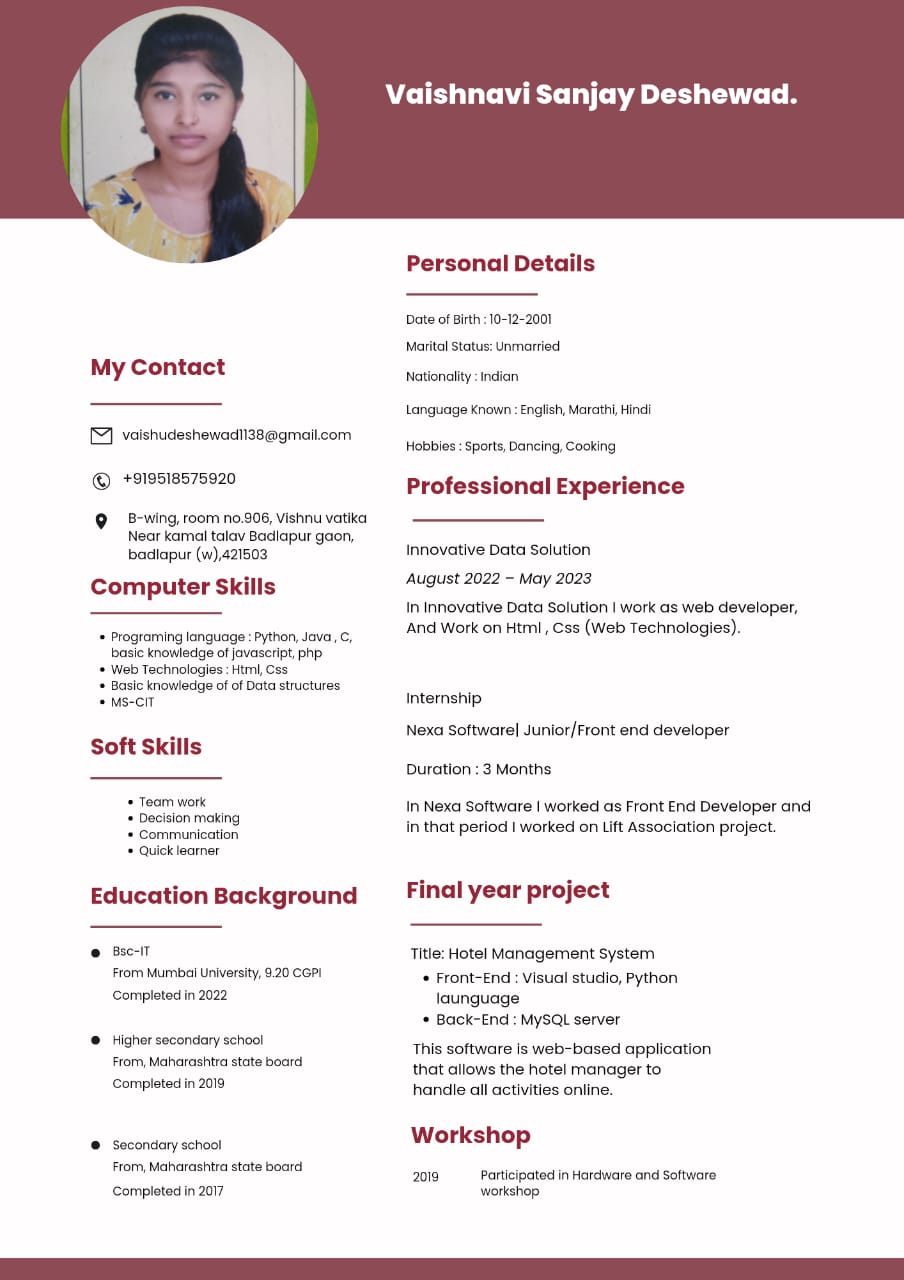 Vaishnavi Sanjay Deshewad.
My Contact
vaishudeshewad1138@gmail.com
+919518575920
B-wing, room no.906, Vishnu vatika
Near kamal talav Badlapur gaon,
badlapur (w),421503
Computer Skills
• Programing language : Python, Java , C,
basic knowledge of javascript, php
• Web Technologies : Html, Css
• Basic knowledge of of Data structures
• MS-CIT
Soft Skills
• Team work
• Decision making
• Communication
• Quick learner
Education Background
• Bsc-IT
From Mumbai University, 9.20 CGPI
Completed in 2022
• Higher secondary school
From, Maharashtra state board
Completed in 2019
• Secondary school
From, Maharashtra state board
Completed in 2017
Personal Details
Date of Birth : 10-12-2001
Marital Status: Unmarried
Nationality : Indian
Language Known : English, Marathi, Hindi
Hobbies : Sports, Dancing, Cooking
Professional Experience
Innovative Data Solution
August 2022 – May 2023
In Innovative Data Solution I work as web developer,
And Work on Html , Css (Web Technologies).
Internship
Nexa Software| Junior/Front end developer
Duration : 3 Months
In Nexa Software I worked as Front End Developer and
in that period I worked on Lift Association project.
Final year project
Title: Hotel Management System
• Front-End : Visual studio, Python
launguage
• Back-End : MySQL server
This software is web-based application
that allows the hotel manager to
handle all activities online.
Workshop
2019 Participated in Hardware and Software
workshop